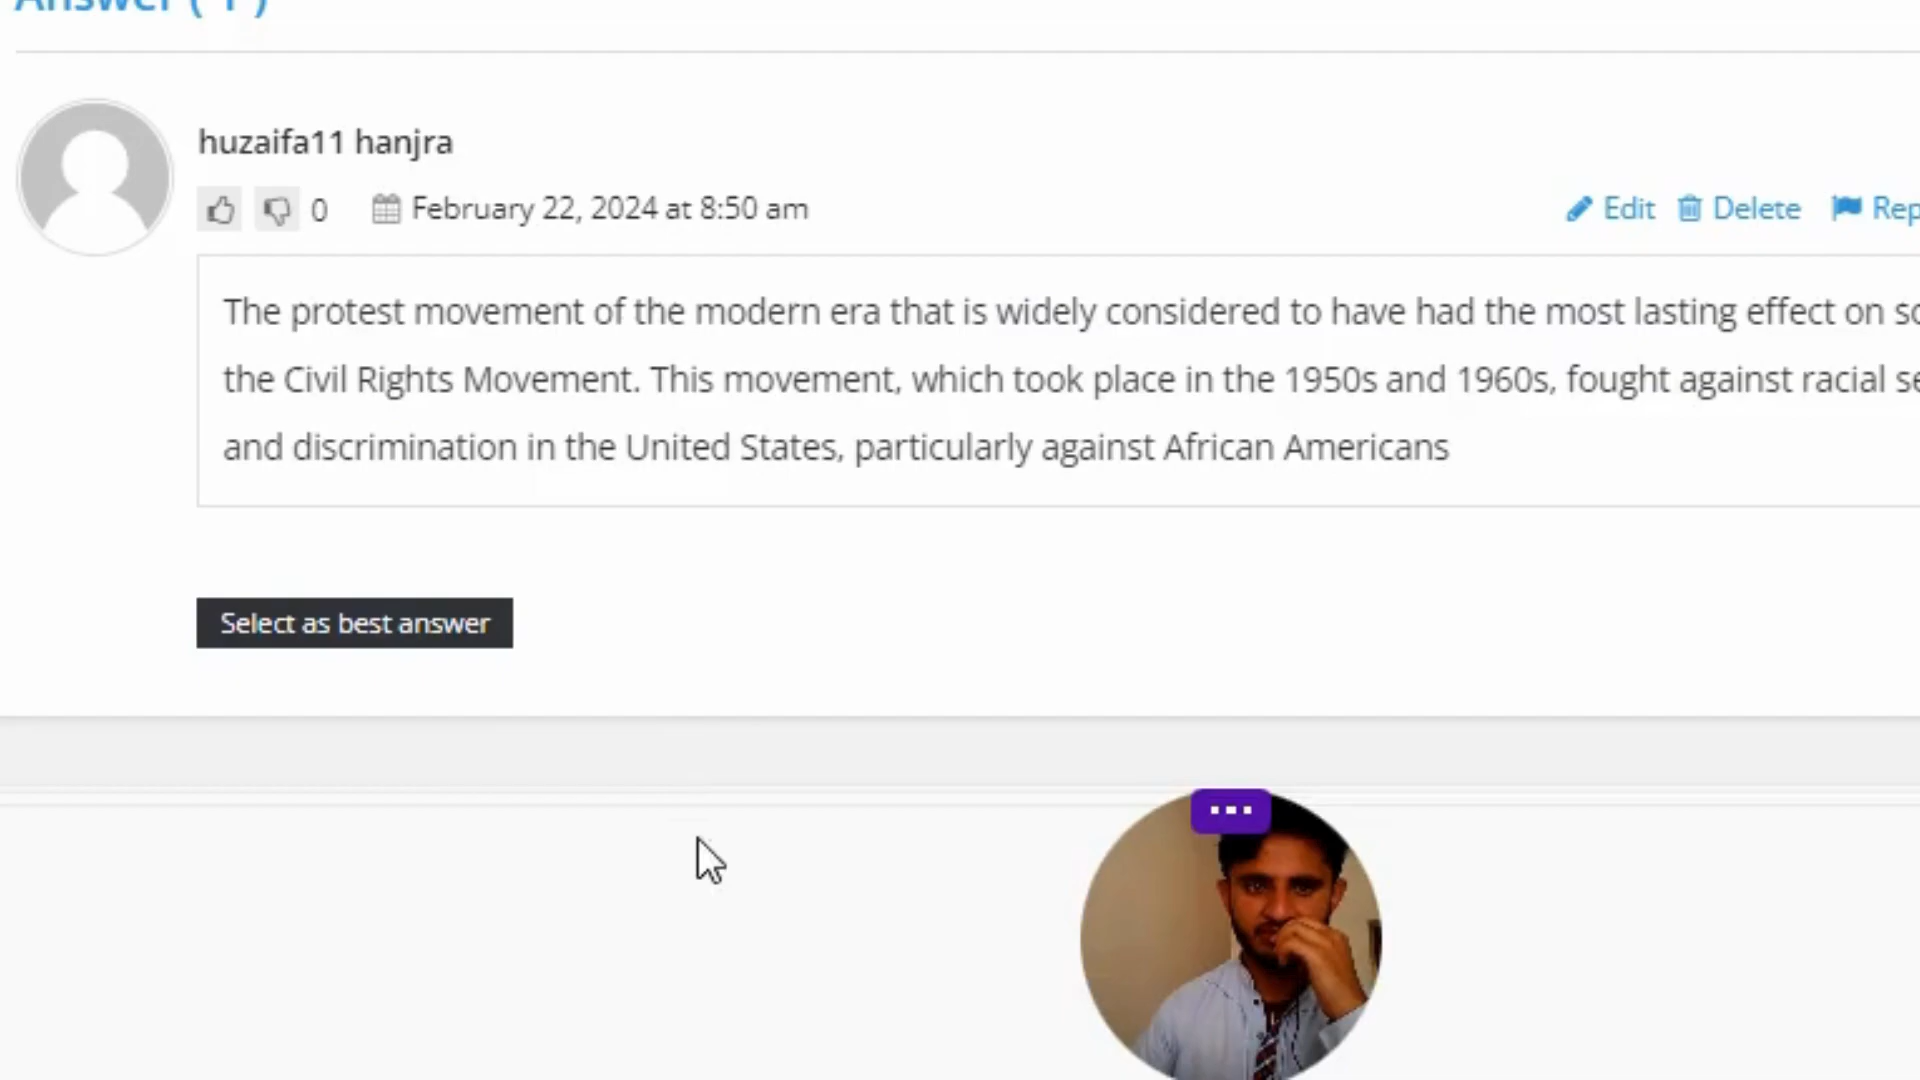 Answer ( 1 )
huzaifa11 hanjra
0 February 22, 2024 at 8:50 am Edit Delete
The protest movement of the modern era that is widely considered to have had the most lasting effect on
the Civil Rights Movement. This movement, which took place in the 1950s and 1960s, fought against racial
and discrimination in the United States, particularly against African Americans
Select as best answer